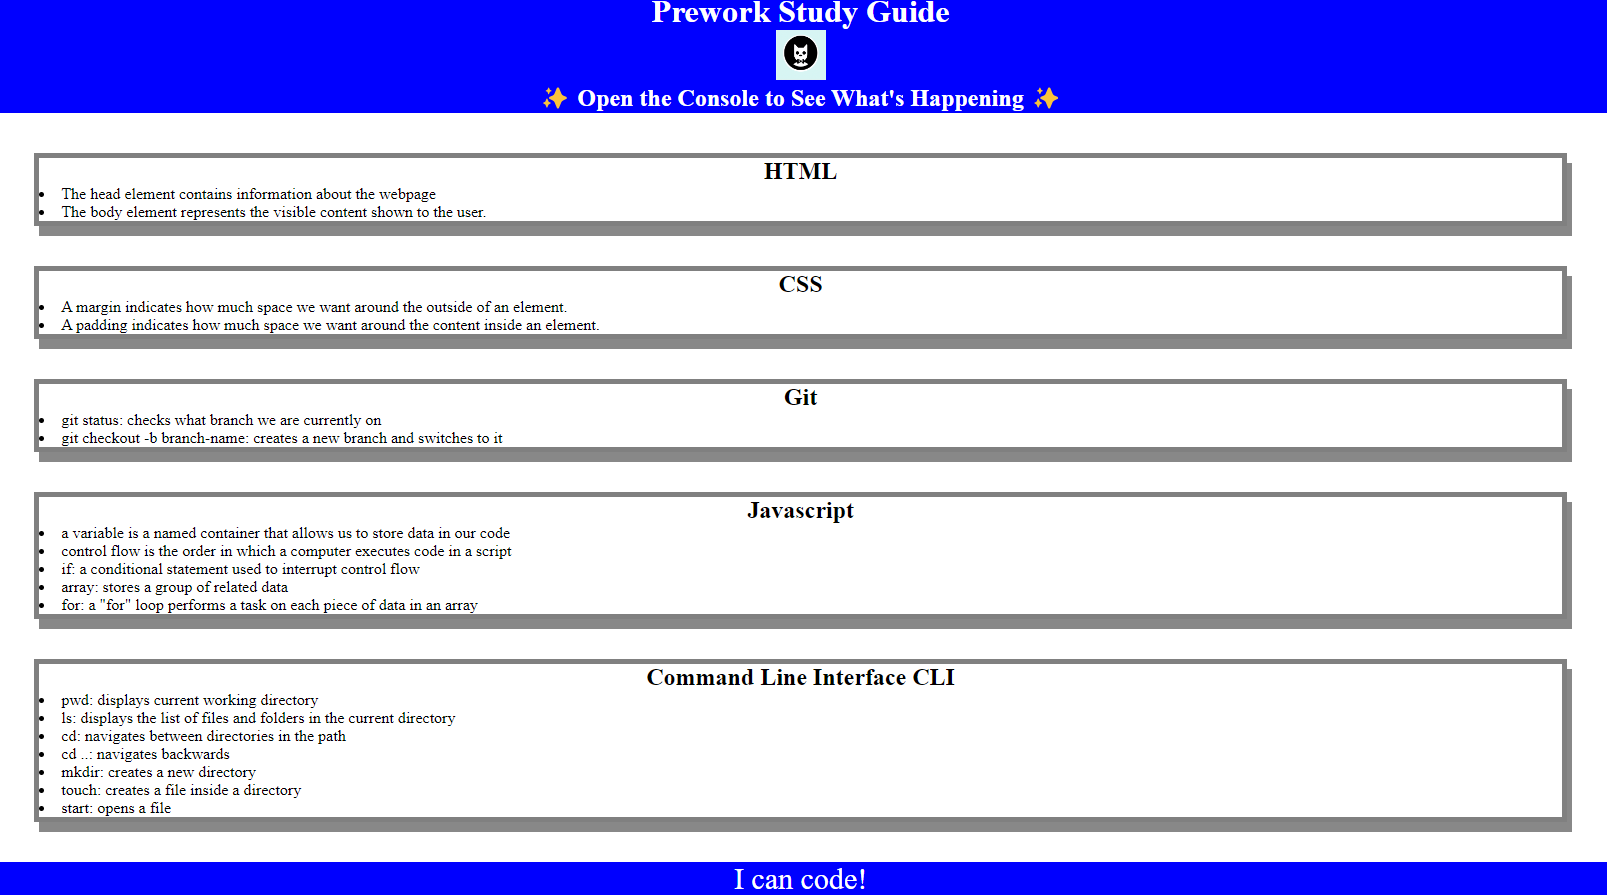 Prework Study Guide
✨ Open the Console to See What's Happening ✨
HTML
• The head element contains information about the webpage
• The body element represents the visible content shown to the user.
CSS
• A margin indicates how much space we want around the outside of an element.
• A padding indicates how much space we want around the content inside an element.
Git
• git status: checks what branch we are currently on
• git checkout -b branch-name: creates a new branch and switches to it
Javascript
• a variable is a named container that allows us to store data in our code
• control flow is the order in which a computer executes code in a script
• if: a conditional statement used to interrupt control flow
• array: stores a group of related data
• for: a "for" loop performs a task on each piece of data in an array
Command Line Interface CLI
• pwd: displays current working directory
• ls: displays the list of files and folders in the current directory
• cd: navigates between directories in the path
• cd ..: navigates backwards
• mkdir: creates a new directory
• touch: creates a file inside a directory
• start: opens a file
I can code!